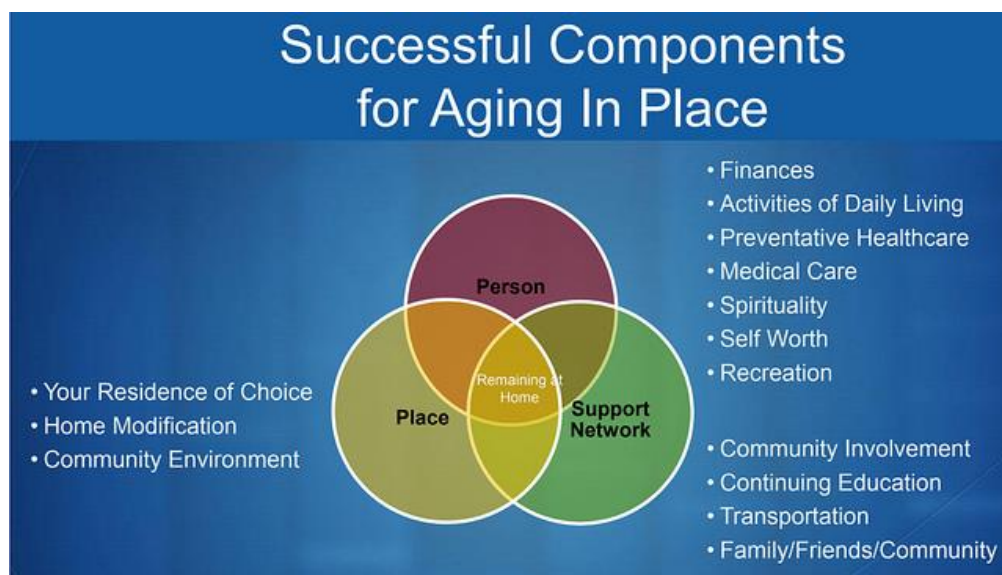 Successful Components
for Aging In Place
• Finances
• Activities of Daily Living
• Preventative Healthcare
• Medical Care
• Spirituality
• Self Worth
• Recreation
Person
Remaining at
Home
Place
Support
Network
• Your Residence of Choice
• Home Modification
• Community Environment
• Community Involvement
• Continuing Education
• Transportation
• Family/Friends/Community